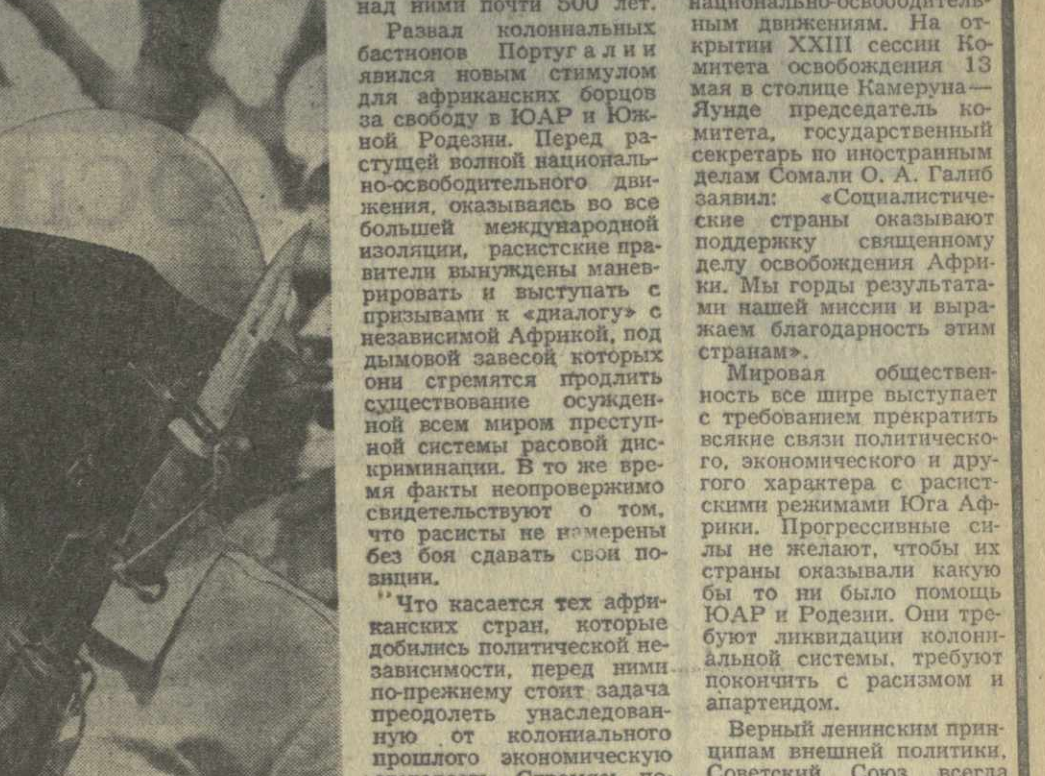 над ними почти 500 лет.
Развал колониальных
бастионов Португалии
явился новым стимулом
для африканских борцов
за свободу в ЮАР и Юж-
ной Родезии. Перед ра-
стущей волной националь-
но-освободительного дви-
жения, оказываясь во все
большей международной
изоляции, расистские пра-
вители вынуждены манев-
рировать и выступать с
призывами к «диалогу» с
независимой Африкой, под
дымовой завесой которых
они стремятся продлить
существование осужден-
ной всем миром преступ-
ной системы расовой дис-
криминации. В то же вре-
мя факты неопровержимо
свидетельствуют о том,
что расисты не намерены
без боя сдавать свои по-
зиции.
Что касается тех афри-
канских стран, которые
добились политической не-
зависимости, перед ними
по-прежнему стоит задача
преодолеть унаследован-
ную от колониального
прошлого экономическую
национально-освободитель-
ным движениям. На от-
крытии XXIII сессии Ко-
митета освобождения 13
мая в столице Камеруна—
Яунде председатель ко-
митета, государственный
секретарь по иностранным
делам Сомали О. А. Галиб
заявил: «Социалистиче-
ские страны оказывают
поддержку священному
делу освобождения Афри-
ки. Мы горды результата-
ми нашей миссии и выра-
жаем благодарность этим
странам».
Мировая обществен-
ность все шире выступает
с требованием прекратить
всякие связи политическо-
го, экономического и дру-
гого характера с расист-
скими режимами Юга Аф-
рики. Прогрессивные си-
лы не желают, чтобы их
страны оказывали какую
бы то ни было помощь
ЮАР и Родезии. Они тре-
буют ликвидации колони-
альной системы, требуют
покончить с расизмом и
апартеидом.
Верный ленинским прин-
ципам внешней политики,
Советский Союз всегда